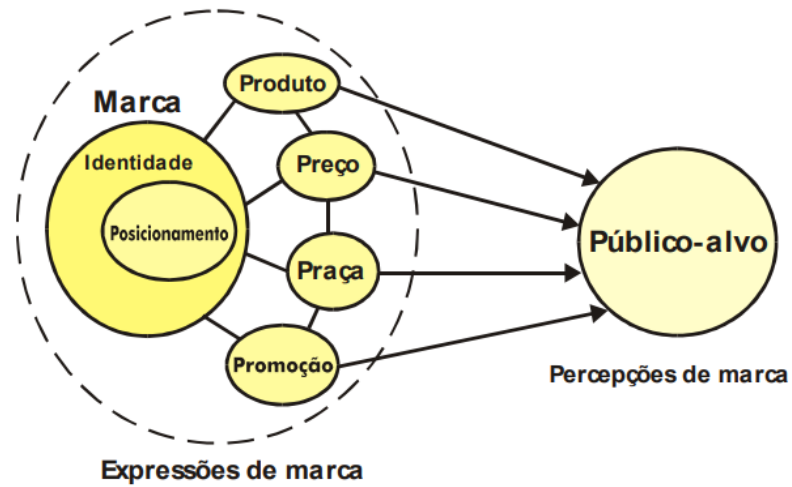 Marca
Identidade
Posicionamento
Produto
Preço
Praça
Promoção
Público-alvo
Percepções de marca
Expressões de marca